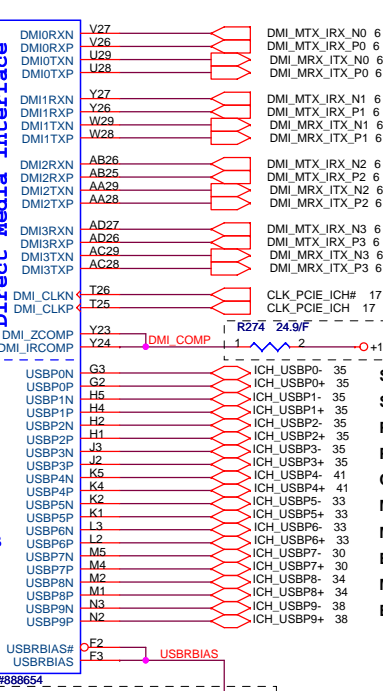 Direct Media Interface
DMI0RXN V27 DMI_MTX_IRX_N0 6
DMI0RXP V26 DMI_MTX_IRX_P0 6
DMI0TXN U29 DMI_MRX_ITX_N0 6
DMI0TXP U28 DMI_MRX_ITX_P0 6
DMI1RXN Y27 DMI_MTX_IRX_N1 6
DMI1RXP Y26 DMI_MTX_IRX_P1 6
DMI1TXN W29 DMI_MRX_ITX_N1 6
DMI1TXP W28 DMI_MRX_ITX_P1 6
DMI2RXN AB26 DMI_MTX_IRX_N2 6
DMI2RXP AB25 DMI_MTX_IRX_P2 6
DMI2TXN AA29 DMI_MRX_ITX_N2 6
DMI2TXP AA28 DMI_MRX_ITX_P2 6
DMI3RXN AD27 DMI_MTX_IRX_N3 6
DMI3RXP AD26 DMI_MTX_IRX_P3 6
DMI3TXN AC29 DMI_MRX_ITX_N3 6
DMI3TXP AC28 DMI_MRX_ITX_P3 6
DMI_CLKN T26 CLK_PCIE_ICH# 17
DMI_CLKP T25 CLK_PCIE_ICH 17
R274 24.9/F
DMI_ZCOMP Y23
DMI_IRCOMP Y24 DMI_COMP 1 2 +1
USBP0N G3 ICH_USBP0- 35
USBP0P G2 ICH_USBP0+ 35
USBP1N H5 ICH_USBP1- 35
USBP1P H4 ICH_USBP1+ 35
USBP2N H2 ICH_USBP2- 35
USBP2P H1 ICH_USBP2+ 35
USBP3N J3 ICH_USBP3- 35
USBP3P J2 ICH_USBP3+ 35
USBP4N K5 ICH_USBP4- 41
USBP4P K4 ICH_USBP4+ 41
USBP5N K2 ICH_USBP5- 33
USBP5P K1 ICH_USBP5+ 33
USBP6N L3 ICH_USBP6- 33
USBP6P L2 ICH_USBP6+ 33
USBP7N M5 ICH_USBP7- 30
USBP7P M4 ICH_USBP7+ 30
USBP8N M2 ICH_USBP8- 34
USBP8P M1 ICH_USBP8+ 34
USBP9N N3 ICH_USBP9- 38
USBP9P N2 ICH_USBP9+ 38
USBRBIAS# F2
USBRBIAS F3 USBRBIAS
#888654